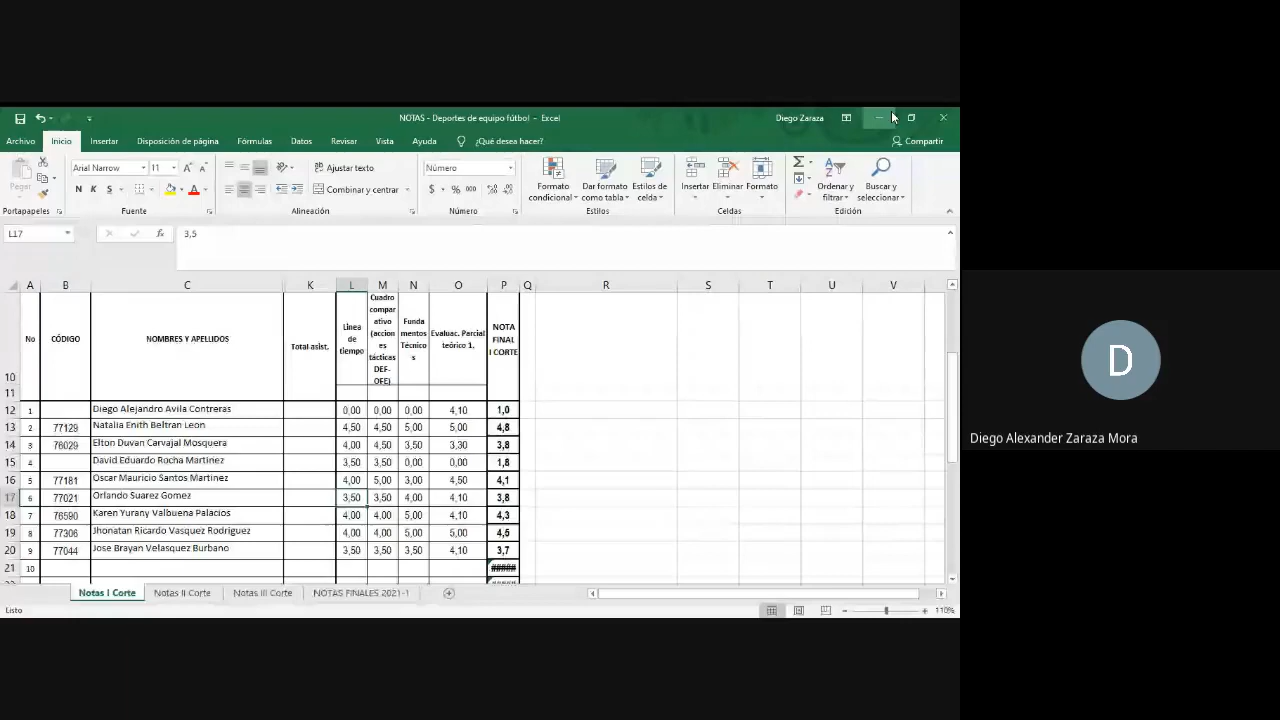 NOTAS - Deportes de equipo fútbol - Excel
Diego Zaraza
Archivo Inicio Insertar Disposición de página Fórmulas Datos Revisar Vista Ayuda ¿Qué desea hacer? Compartir
Pegar
Arial Narrow 11
N K S
Ajustar texto
Combinar y centrar
Número
$ % 000
Formato condicional
Dar formato como tabla
Estilos de celda
Insertar Eliminar Formato
Ordenar y filtrar
Buscar y seleccionar
Portapapeles Fuente Alineación Número Estilos Celdas Edición
L17 fx 3,5
A B C K L M N O P Q R S T U V
No CÓDIGO NOMBRES Y APELLIDOS Total asist. Linea de tiempo Cuadro comparativo (acciones tácticas DEF-OFE) Fundamentos Técnicos Evaluac. Parcial teórico 1. NOTA FINAL I CORTE
10
11
12 1 Diego Alejandro Avila Contreras 0,00 0,00 0,00 4,10 1,0
13 2 77129 Natalia Enith Beltran Leon 4,50 4,50 5,00 5,00 4,8
14 3 76029 Elton Duvan Carvajal Mosquera 4,00 4,50 3,50 3,30 3,8
15 4 David Eduardo Rocha Martinez 3,50 3,50 0,00 0,00 1,8
16 5 77181 Oscar Mauricio Santos Martinez 4,00 5,00 3,00 4,50 4,1
17 6 77021 Orlando Suarez Gomez 3,50 3,50 4,00 4,10 3,8
18 7 76590 Karen Yurany Valbuena Palacios 4,00 4,00 5,00 4,10 4,3
19 8 77306 Jhonatan Ricardo Vasquez Rodriguez 4,00 4,00 5,00 5,00 4,5
20 9 77044 Jose Brayan Velasquez Burbano 3,50 3,50 3,50 4,10 3,7
21 10 #####
Notas I Corte Notas II Corte Notas III Corte NOTAS FINALES 2021-1
Listo 110%
D
Diego Alexander Zaraza Mora